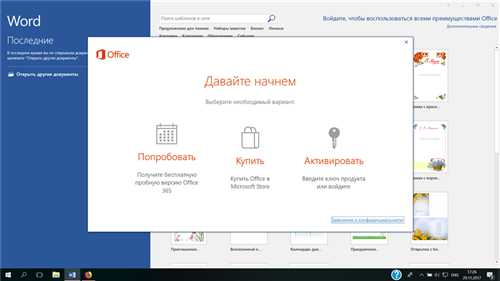 Word
Последние
Открыть другие документы
Поиск шаблонов в сети
Войдите, чтобы воспользоваться всеми преимуществами Office
Office
Давайте начнем
Выберите необходимый вариант.
Попробовать
Получите бесплатную
пробную версию Office
365
Купить
Купить Office в
Microsoft Store
Активировать
Введите ключ продукта
или войдите
Заявление о конфиденциальности
Приглашение...
Календарь дн...
17:26
29.11.2017